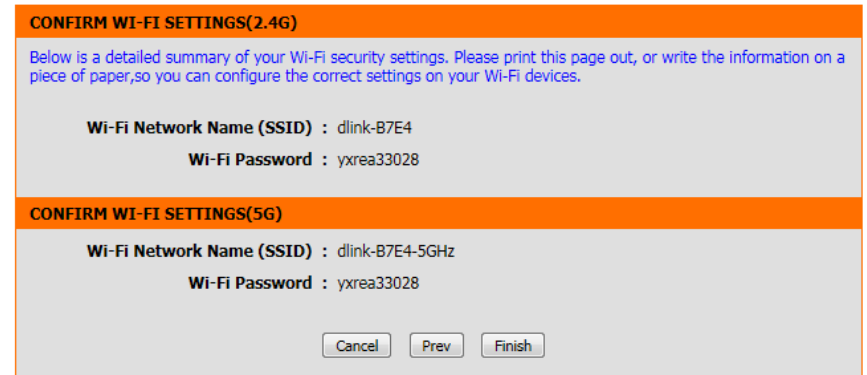 CONFIRM WI-FI SETTINGS(2.4G)
Below is a detailed summary of your Wi-Fi security settings. Please print this page out, or write the information on a
piece of paper,so you can configure the correct settings on your Wi-Fi devices.
Wi-Fi Network Name (SSID) : dlink-B7E4
Wi-Fi Password : yxrea33028
CONFIRM WI-FI SETTINGS(5G)
Wi-Fi Network Name (SSID) : dlink-B7E4-5GHz
Wi-Fi Password : yxrea33028
Cancel Prev Finish